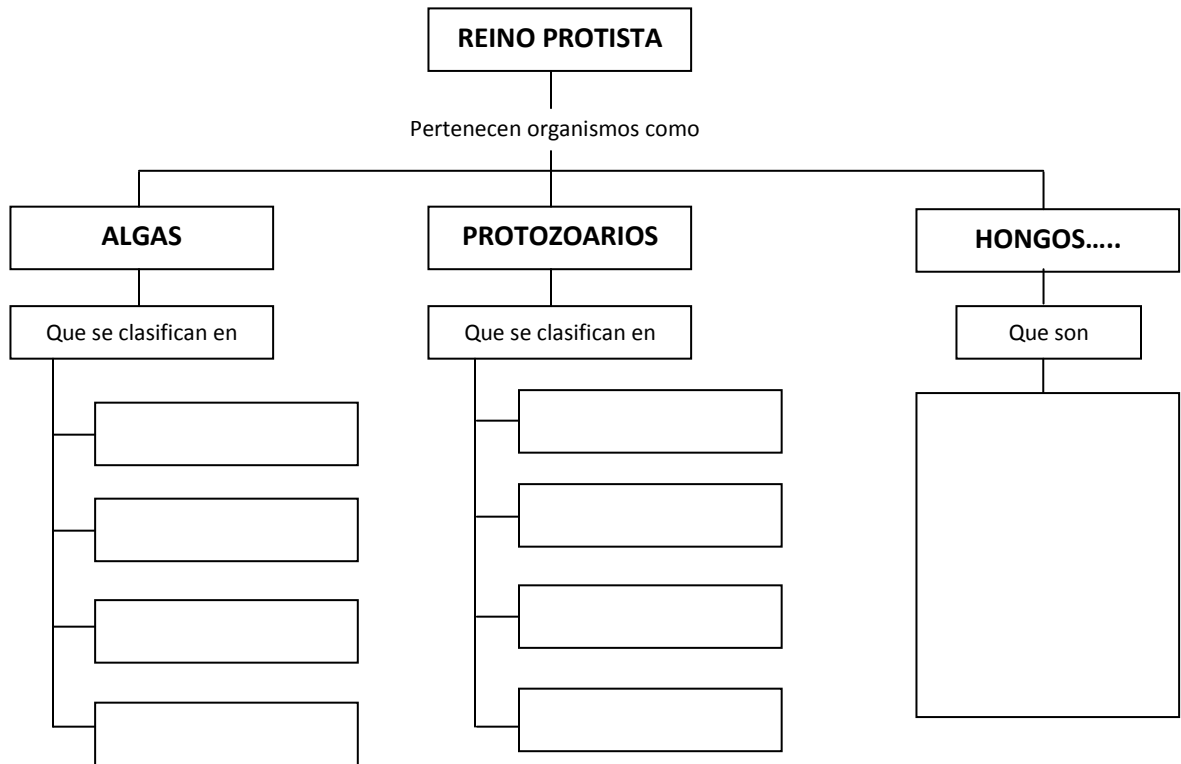 REINO PROTISTA
Pertenecen organismos como
ALGAS
PROTOZOARIOS
HONGOS…..
Que se clasifican en
Que se clasifican en
Que son